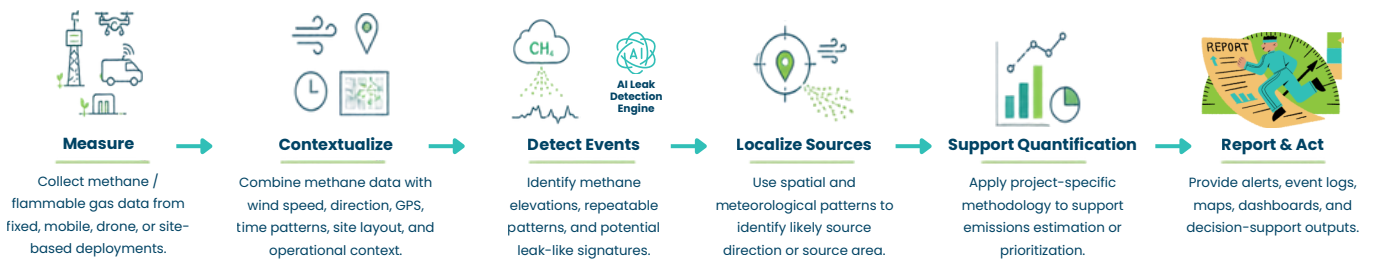 CH₄
AI
AI Leak
Detection
Engine
REPORT
Measure
Collect methane /
flammable gas data from
fixed, mobile, drone, or site-
based deployments.
Contextualize
Combine methane data with
wind speed, direction, GPS,
time patterns, site layout, and
operational context.
Detect Events
Identify methane
elevations, repeatable
patterns, and potential
leak-like signatures.
Localize Sources
Use spatial and
meteorological patterns to
identify likely source
direction or source area.
Support Quantification
Apply project-specific
methodology to support
emissions estimation or
prioritization.
Report & Act
Provide alerts, event logs,
maps, dashboards, and
decision-support outputs.